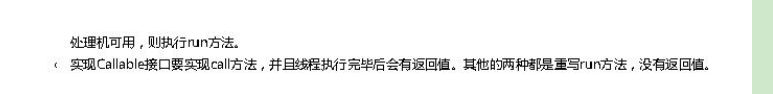 处理机可用，则执行run方法。
‹ 实现Callable接口要实现call方法，并且线程执行完毕后会有返回值。其他的两种都是重写run方法，没有返回值。